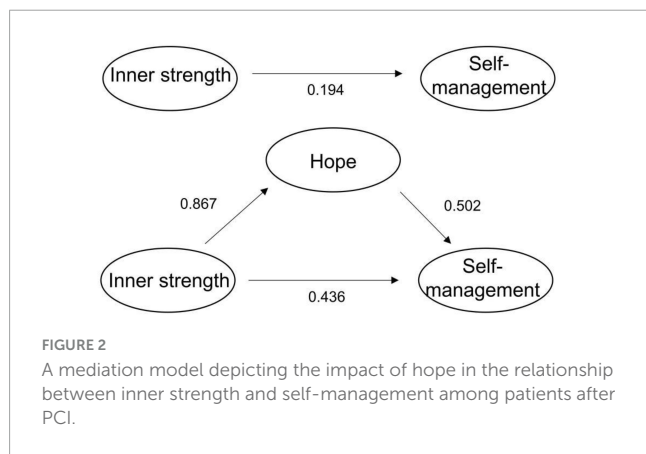 Inner strength
Self-
management
0.194
Hope
0.867
0.502
Inner strength
Self-
management
0.436
FIGURE 2
A mediation model depicting the impact of hope in the relationship
between inner strength and self-management among patients after
PCI.